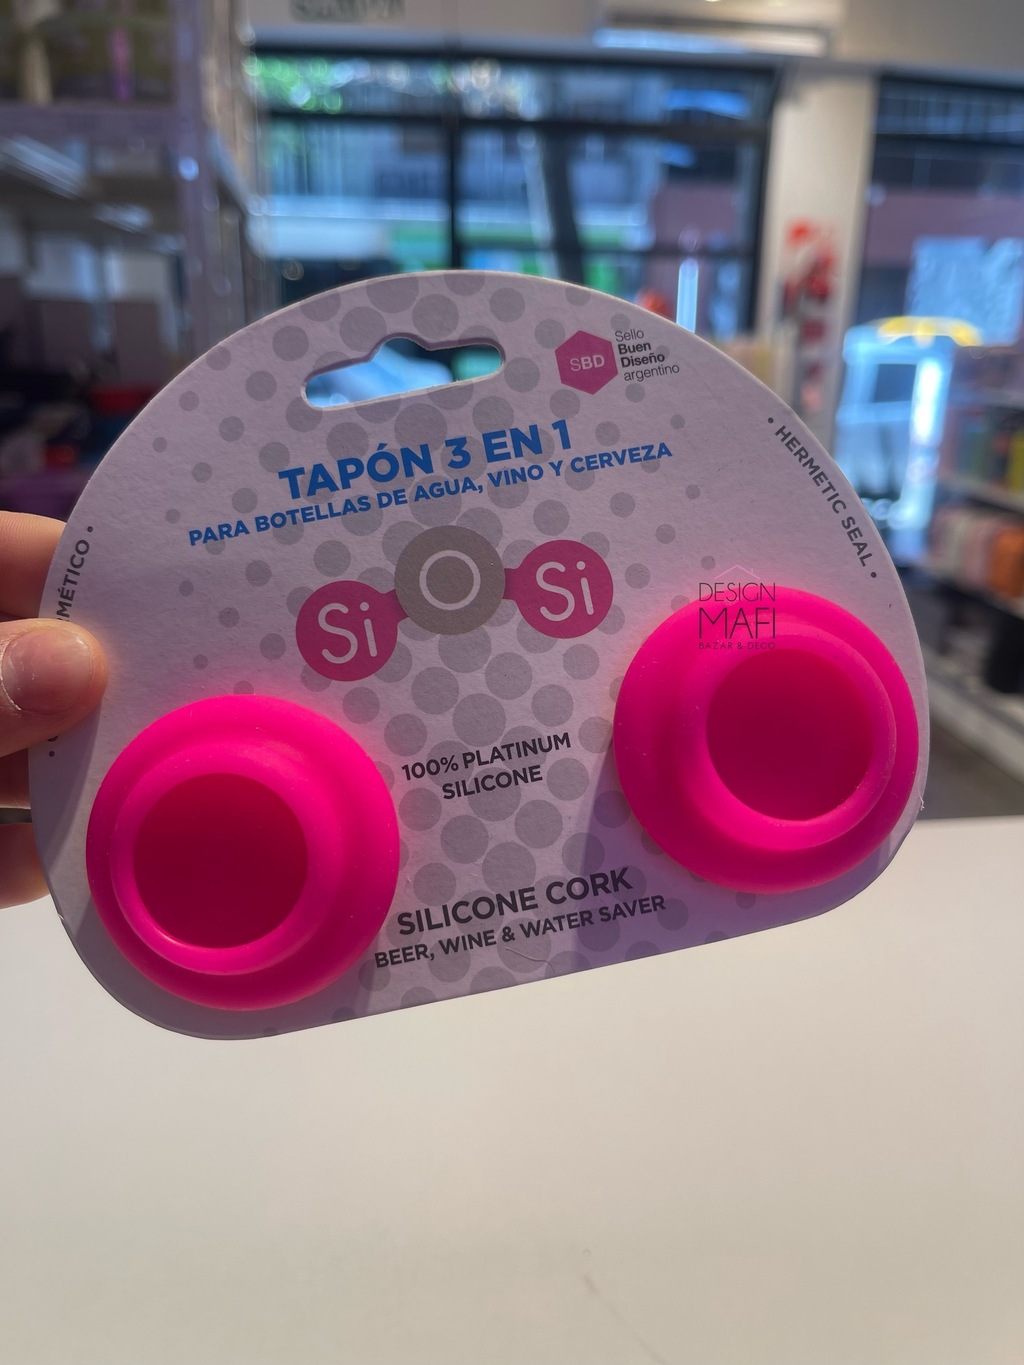 SBD
Sello
Buen
Diseño
argentino
TAPÓN 3 EN 1
PARA BOTELLAS DE AGUA, VINO Y CERVEZA
• HERMETIC SEAL •
Si O Si
DESIGN
MAFI
BAZAR & DECO
100% PLATINUM
SILICONE
SILICONE CORK
BEER, WINE & WATER SAVER